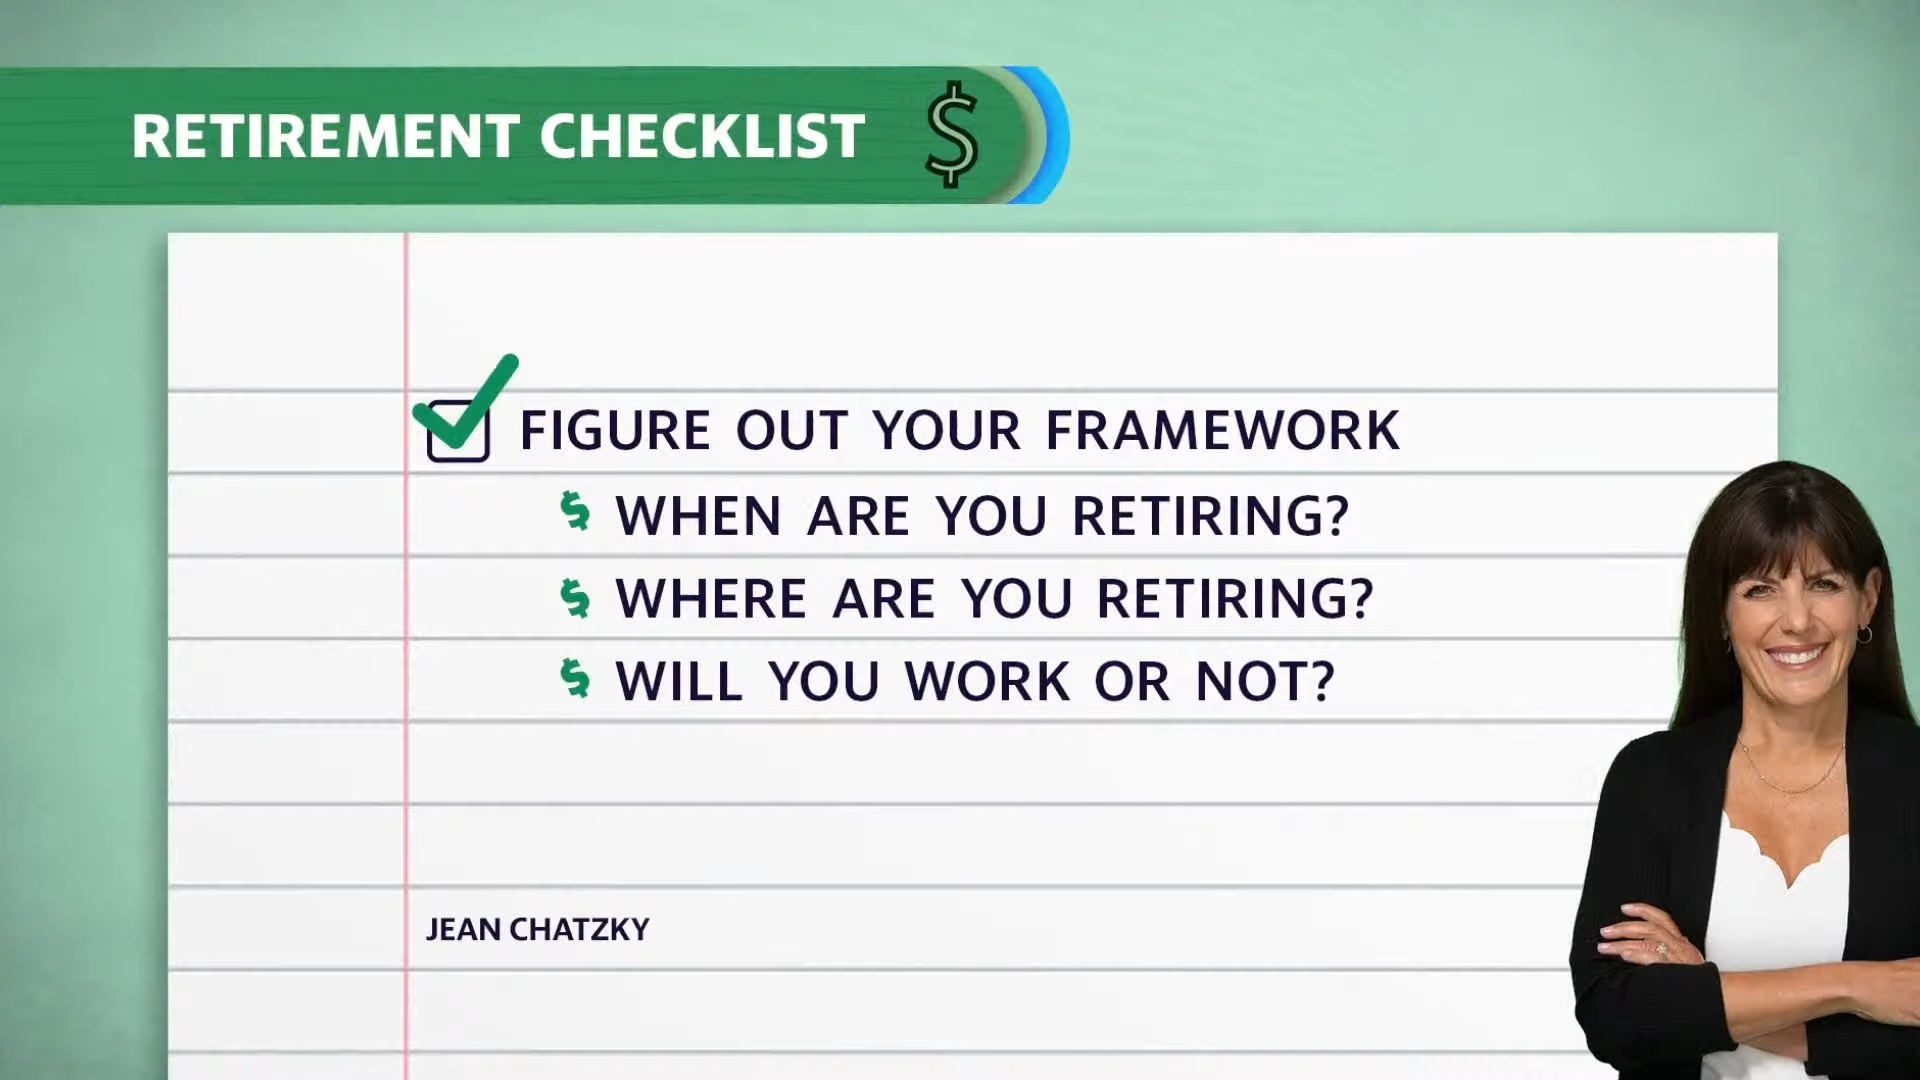 RETIREMENT CHECKLIST $
FIGURE OUT YOUR FRAMEWORK
$ WHEN ARE YOU RETIRING?
$ WHERE ARE YOU RETIRING?
$ WILL YOU WORK OR NOT?
JEAN CHATZKY